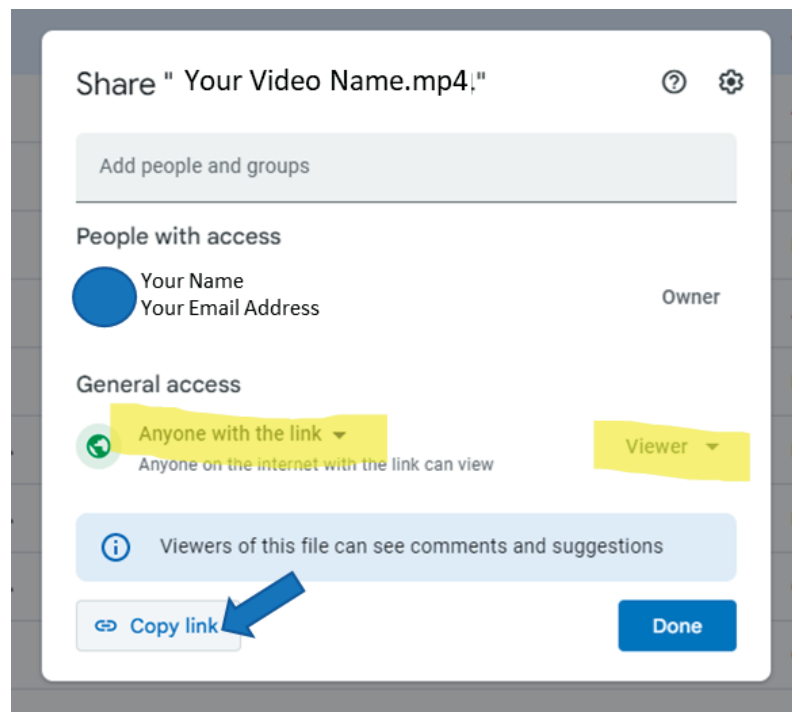 Share " Your Video Name.mp4."
Add people and groups
People with access
Your Name
Your Email Address
Owner
General access
Anyone with the link
Anyone on the internet with the link can view
Viewer
Viewers of this file can see comments and suggestions
Copy link
Done